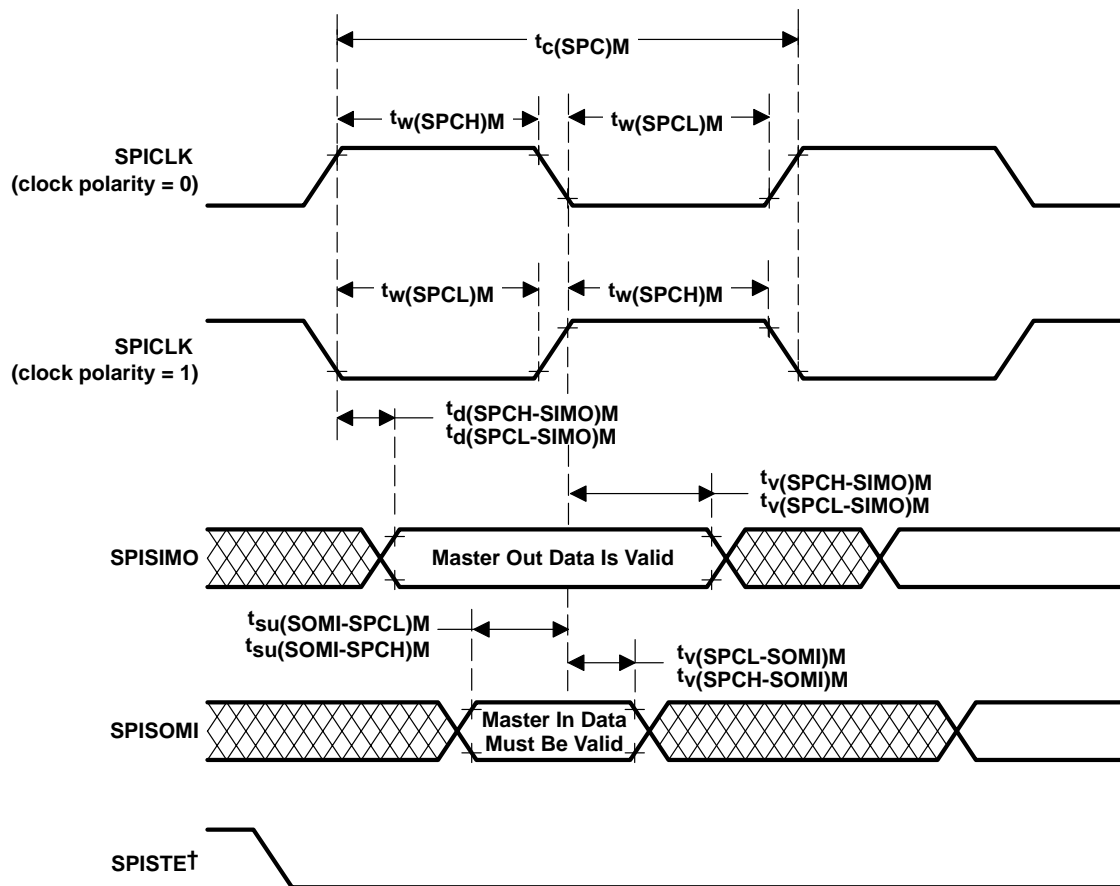 tc(SPC)M
tw(SPCH)M
tw(SPCL)M
SPICLK
(clock polarity = 0)
tw(SPCL)M
tw(SPCH)M
SPICLK
(clock polarity = 1)
td(SPCH-SIMO)M
td(SPCL-SIMO)M
tv(SPCH-SIMO)M
tv(SPCL-SIMO)M
SPISIMO
Master Out Data Is Valid
tsu(SOMI-SPCL)M
tsu(SOMI-SPCH)M
tv(SPCL-SOMI)M
tv(SPCH-SOMI)M
SPISOMI
Master In Data
Must Be Valid
SPISTE†